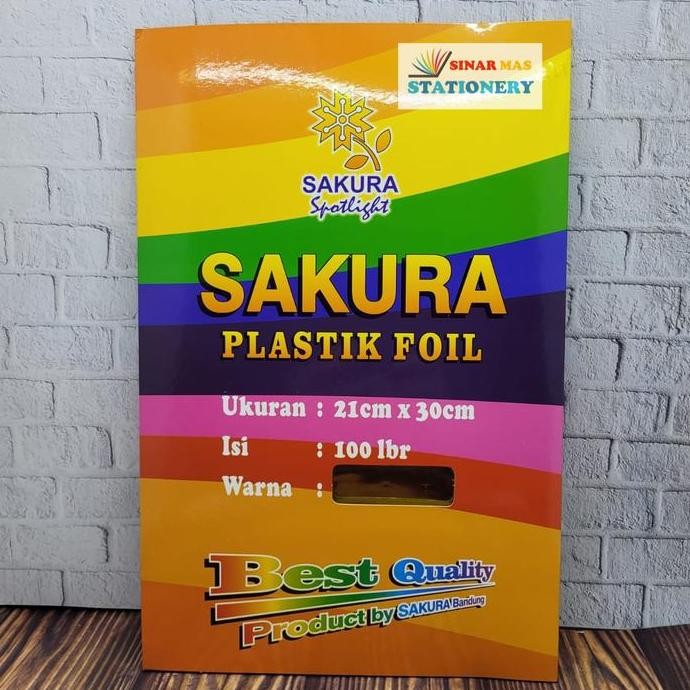 SINAR MAS
STATIONERY
SAKURA
Spotlight
SAKURA
PLASTIK FOIL
Ukuran : 21cm x 30cm
Isi : 100 lbr
Warna :
Best Quality
Product by SAKURA Bandung